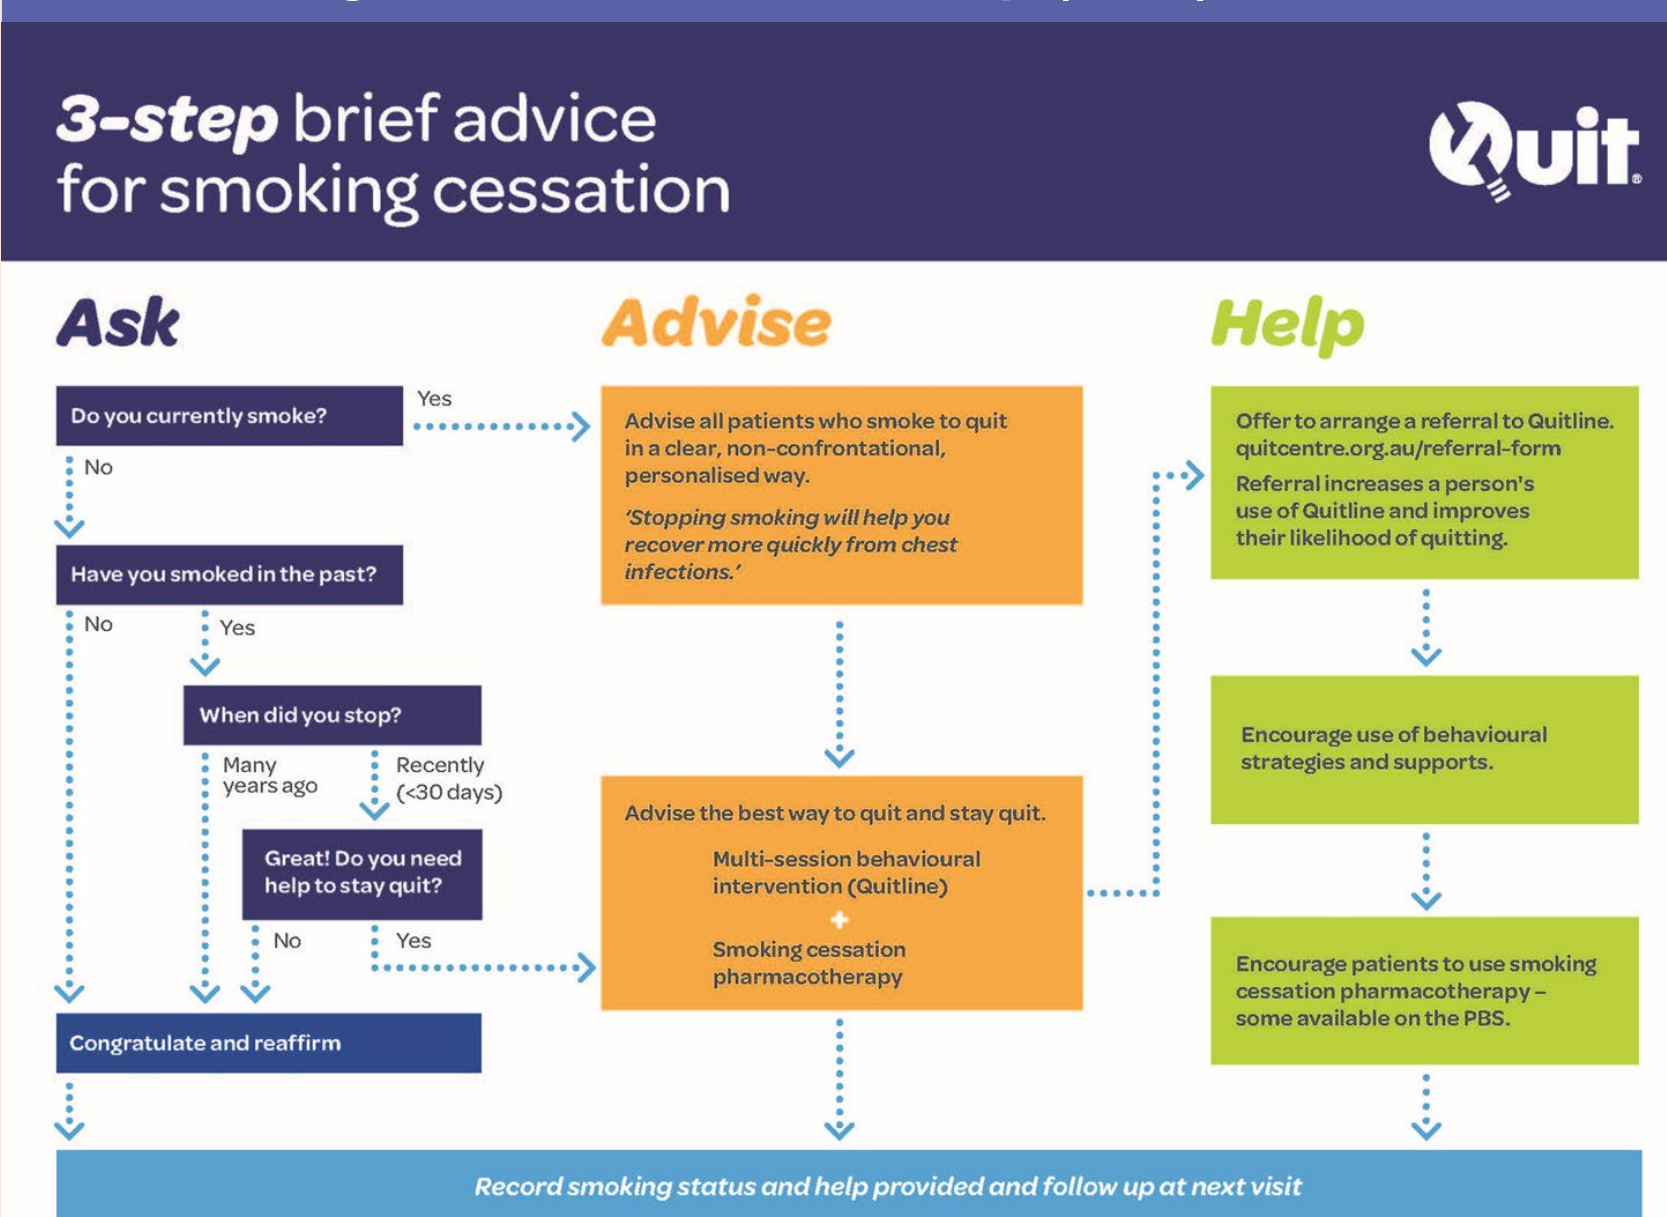 3-step brief advice
for smoking cessation
Quit®
Ask
Do you currently smoke?
Yes
No
Have you smoked in the past?
No
Yes
When did you stop?
Many
years ago
Recently
(<30 days)
Great! Do you need
help to stay quit?
No
Yes
Congratulate and reaffirm
Advise
Advise all patients who smoke to quit
in a clear, non-confrontational,
personalised way.
‘Stopping smoking will help you
recover more quickly from chest
infections.’
Advise the best way to quit and stay quit.
Multi-session behavioural
intervention (Quitline)
+
Smoking cessation
pharmacotherapy
Help
Offer to arrange a referral to Quitline.
quitcentre.org.au/referral-form
Referral increases a person's
use of Quitline and improves
their likelihood of quitting.
Encourage use of behavioural
strategies and supports.
Encourage patients to use smoking
cessation pharmacotherapy –
some available on the PBS.
Record smoking status and help provided and follow up at next visit